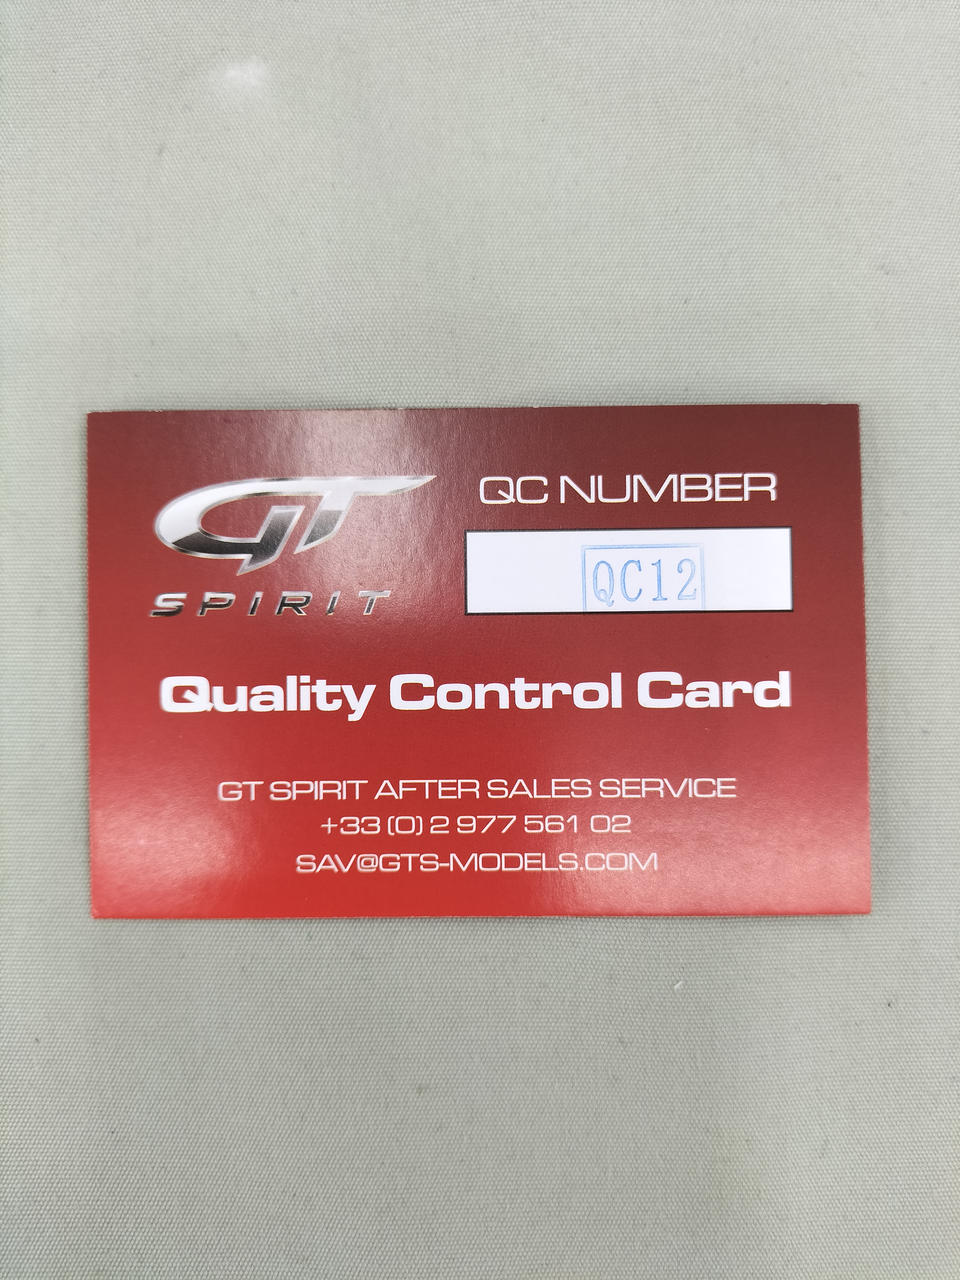 GT
SPIRIT
QC NUMBER
QC12
Quality Control Card
GT SPIRIT AFTER SALES SERVICE
+33 (0) 2 977 561 02
SAV@GTS-MODELS.COM